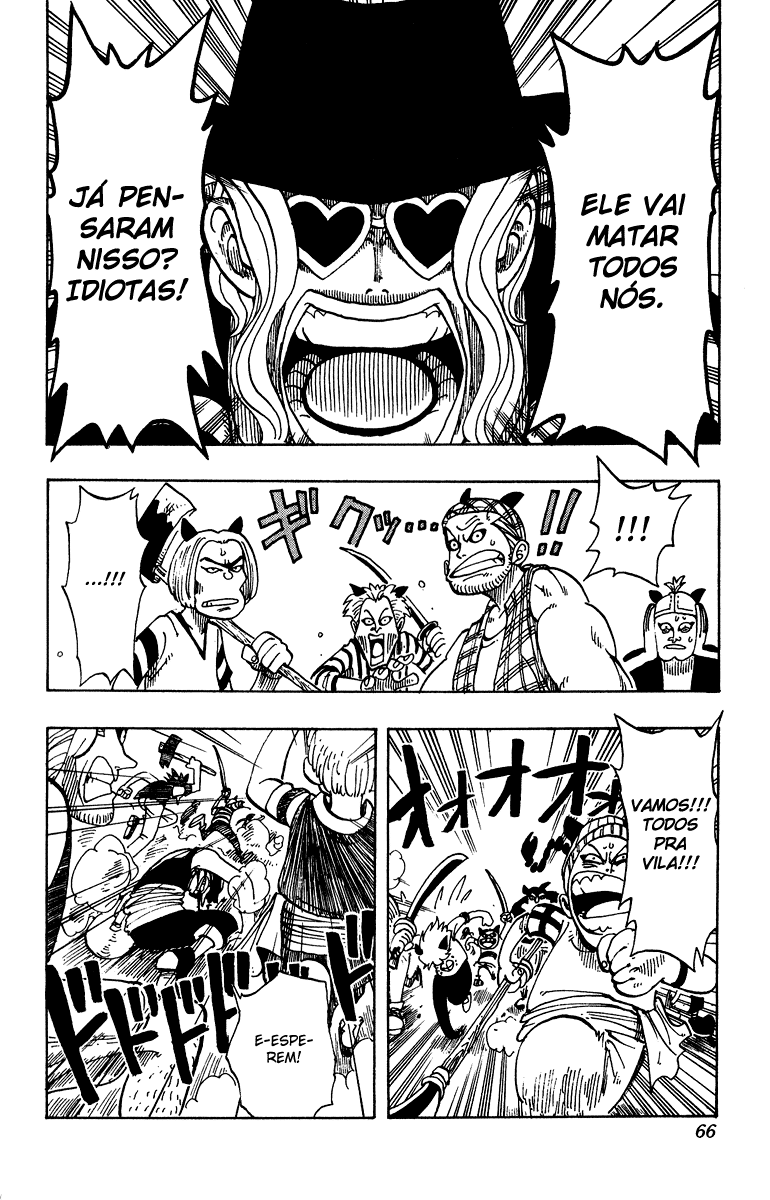 ELE VAI
MATAR
TODOS
NÓS.
JÁ PEN-
SARAM
NISSO?
IDIOTAS!
!!!
ギクッ…‥!!
...!!!
VAMOS!!!
TODOS
PRA
VILA!!!
オオオオオ
E-ESPE-
REM!
ドドドドド
66